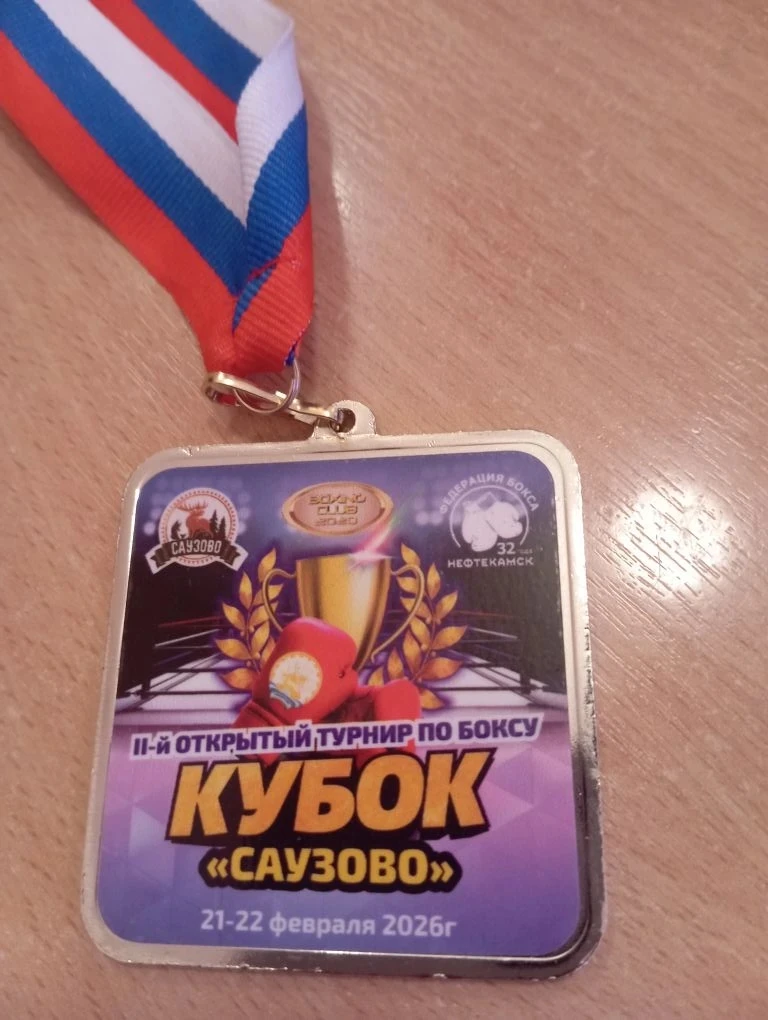 BOXING
CLUB
2020
САУЗОВО
ФЕДЕРАЦИЯ БОКСА
32
НЕФТЕКАМСК
II-й ОТКРЫТЫЙ ТУРНИР ПО БОКСУ
КУБОК
«САУЗОВО»
21-22 февраля 2026г